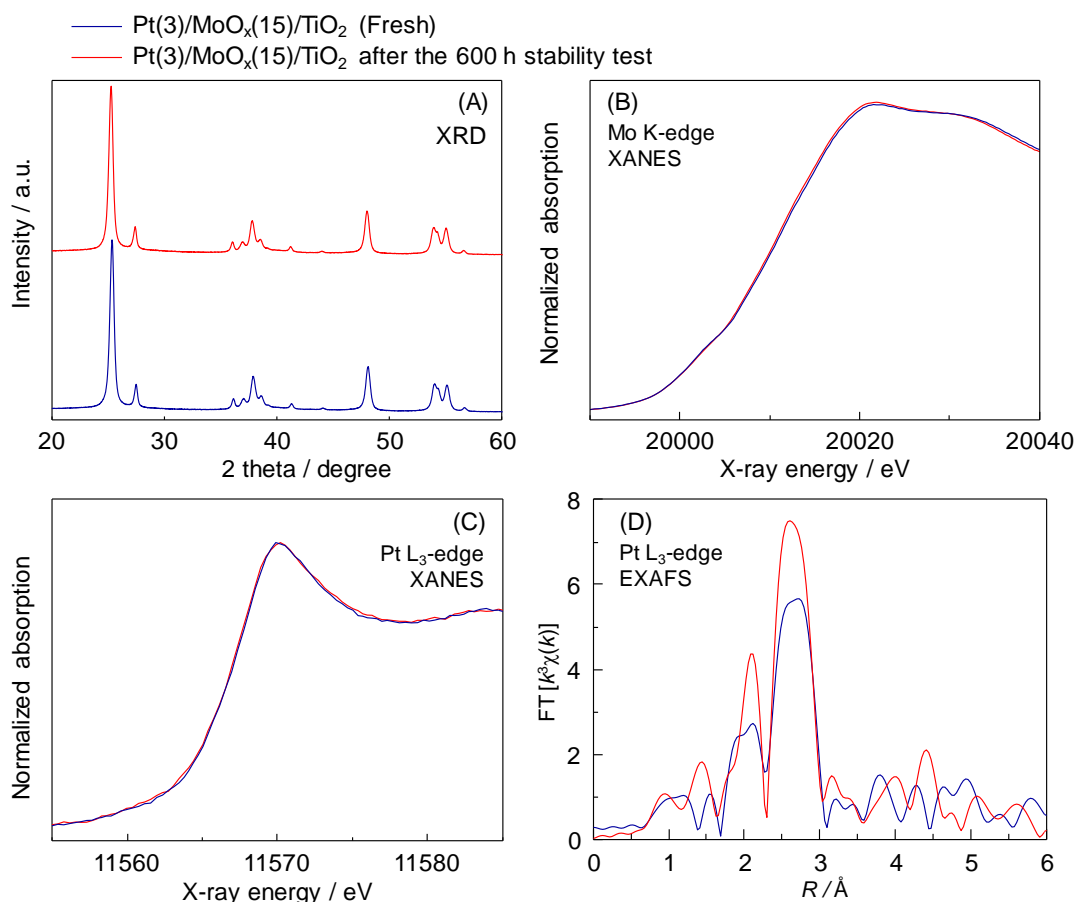 Pt(3)/MoOₓ(15)/TiO₂ (Fresh)
Pt(3)/MoOₓ(15)/TiO₂ after the 600 h stability test
(A)
XRD
Intensity / a.u.
20 30 40 50 60
2 theta / degree
(B)
Mo K-edge
XANES
Normalized absorption
20000 20020 20040
X-ray energy / eV
(C)
Pt L₃-edge
XANES
Normalized absorption
11560 11570 11580
X-ray energy / eV
(D)
Pt L₃-edge
EXAFS
FT [k³χ(k)]
8
6
4
2
0
0 1 2 3 4 5 6
R / Å